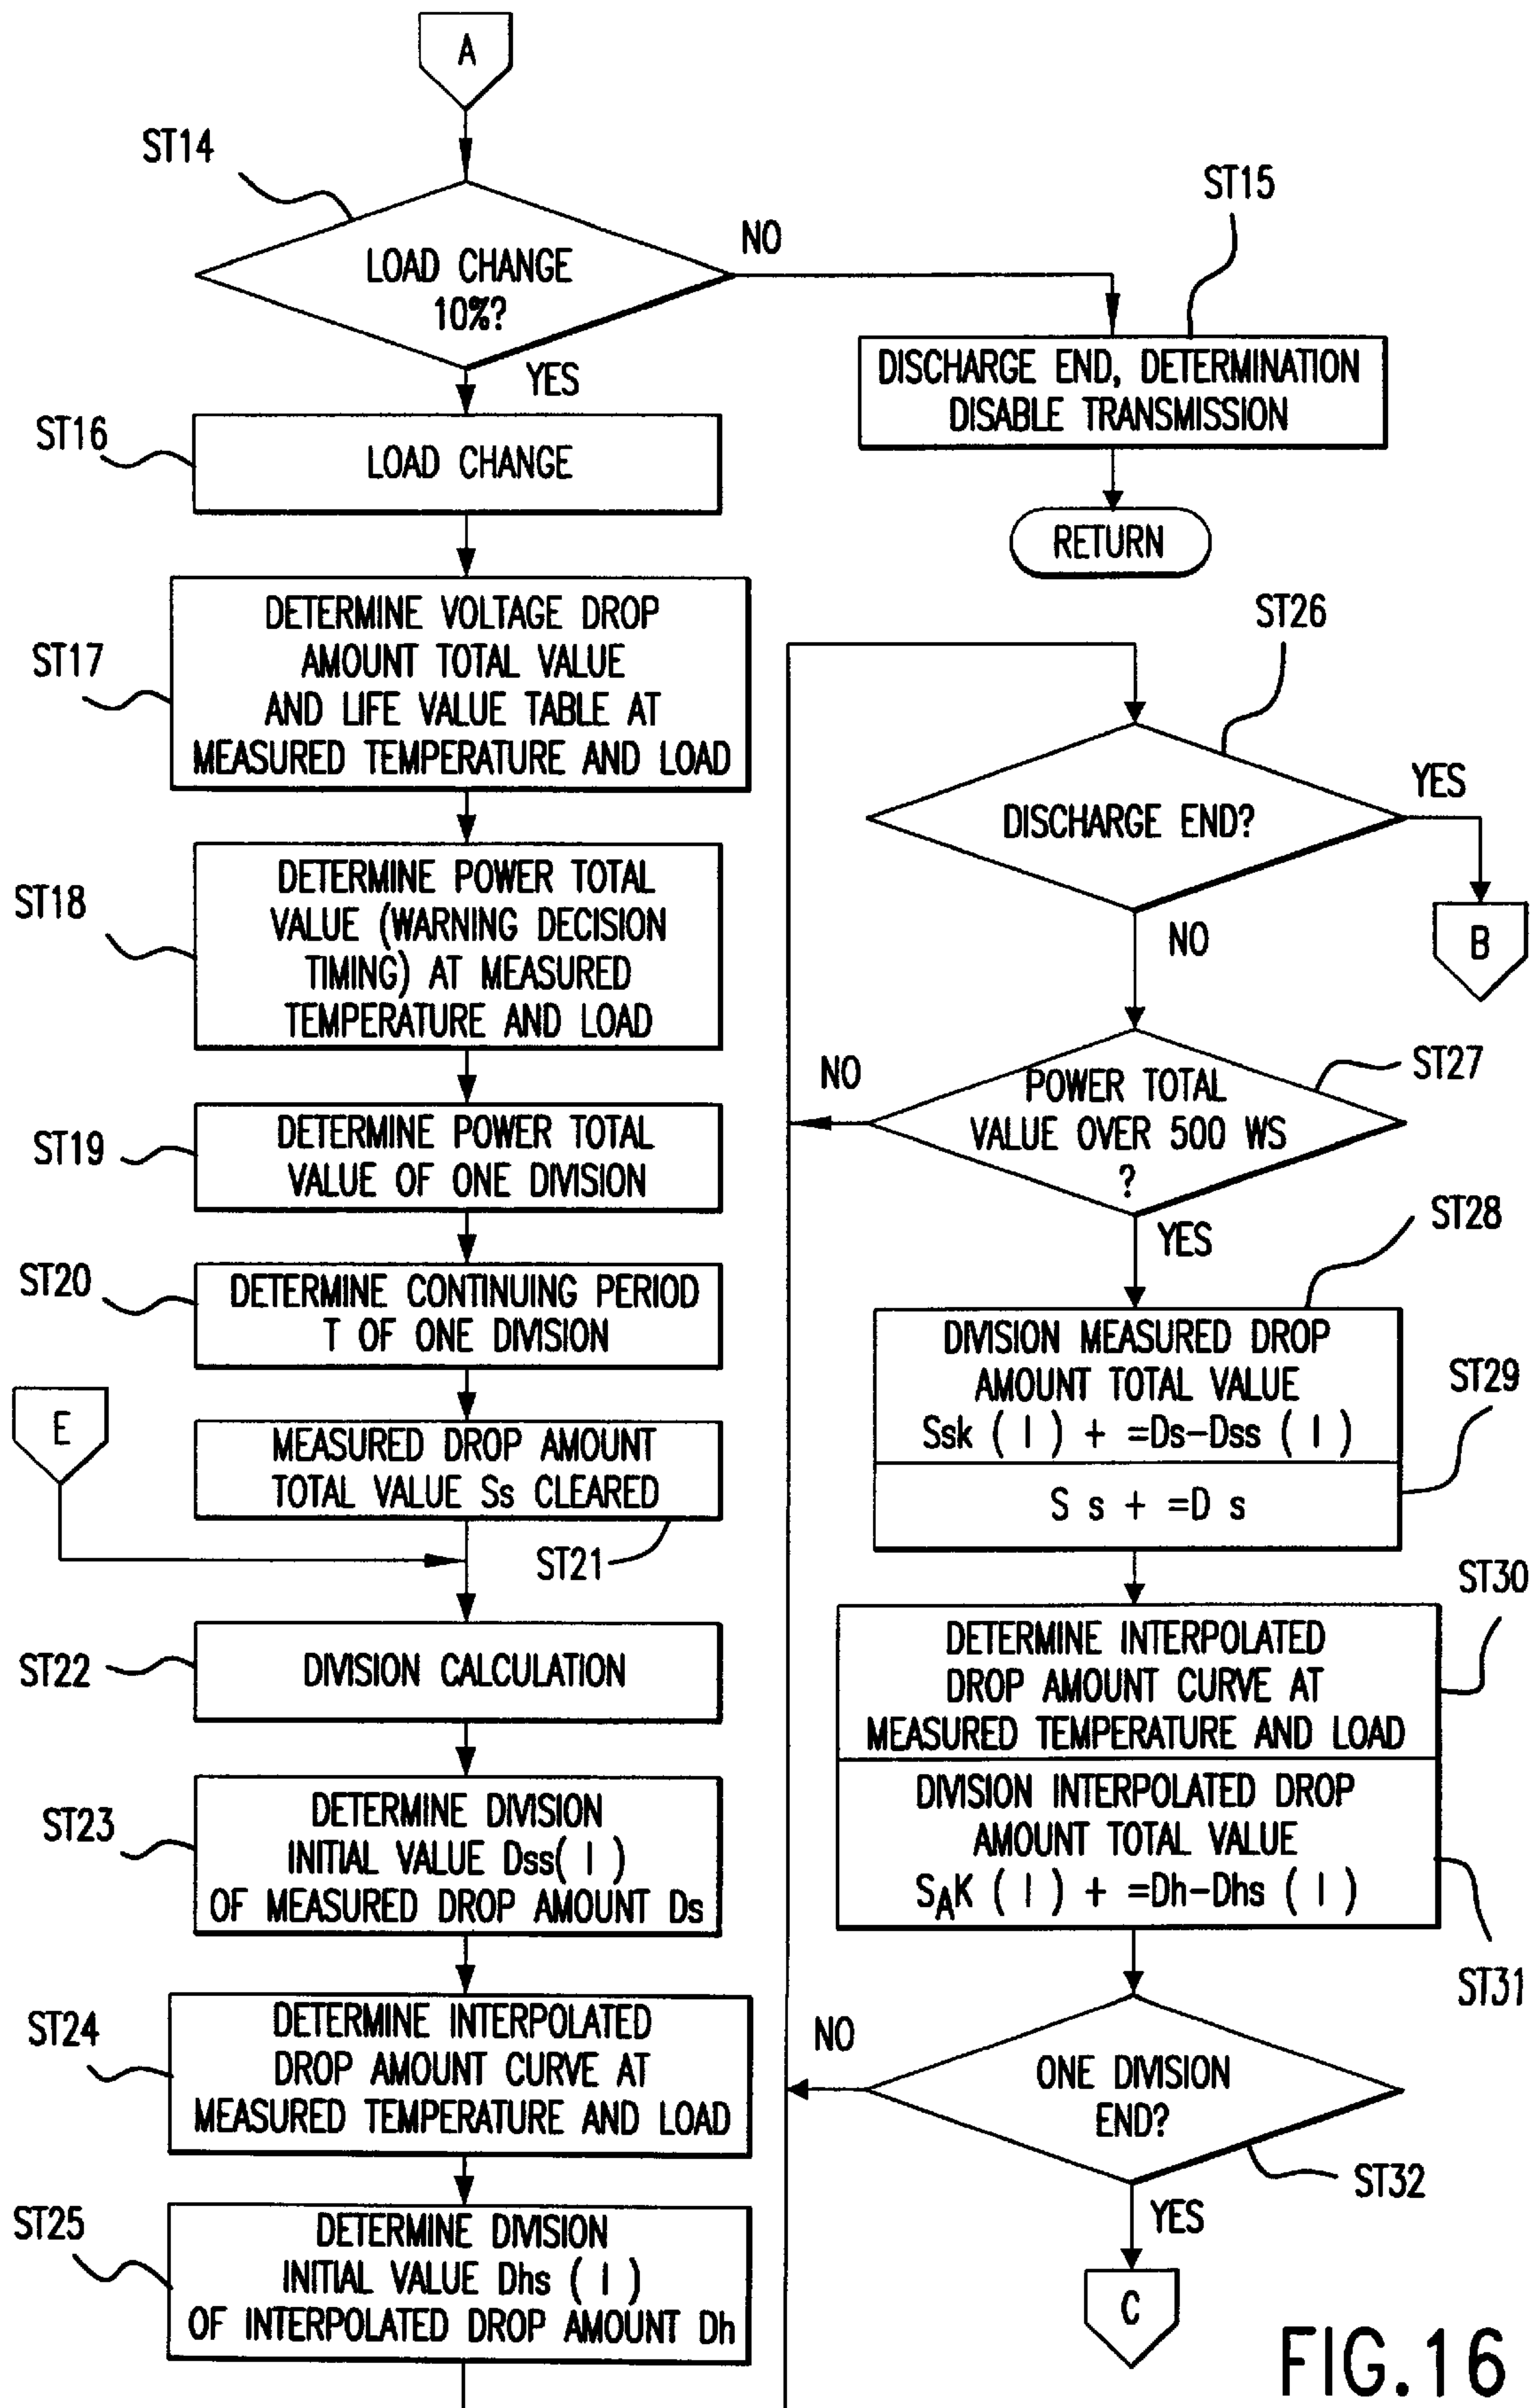 A
ST14
LOAD CHANGE
10%?
NO
YES
ST15
DISCHARGE END, DETERMINATION
DISABLE TRANSMISSION
RETURN
ST16
LOAD CHANGE
ST17
DETERMINE VOLTAGE DROP
AMOUNT TOTAL VALUE
AND LIFE VALUE TABLE AT
MEASURED TEMPERATURE AND LOAD
ST18
DETERMINE POWER TOTAL
VALUE (WARNING DECISION
TIMING) AT MEASURED
TEMPERATURE AND LOAD
ST19
DETERMINE POWER TOTAL
VALUE OF ONE DIVISION
ST20
DETERMINE CONTINUING PERIOD
T OF ONE DIVISION
E
MEASURED DROP AMOUNT
TOTAL VALUE Ss CLEARED
ST21
ST22
DIVISION CALCULATION
ST23
DETERMINE DIVISION
INITIAL VALUE Dss( I )
OF MEASURED DROP AMOUNT Ds
ST24
DETERMINE INTERPOLATED
DROP AMOUNT CURVE AT
MEASURED TEMPERATURE AND LOAD
ST25
DETERMINE DIVISION
INITIAL VALUE Dhs ( I )
OF INTERPOLATED DROP AMOUNT Dh
ST26
DISCHARGE END?
YES
B
NO
ST27
POWER TOTAL
VALUE OVER 500 WS
?
NO
YES
ST28
DIVISION MEASURED DROP
AMOUNT TOTAL VALUE
Ssk ( I ) + =Ds-Dss ( I )
ST29
S s + =D s
ST30
DETERMINE INTERPOLATED
DROP AMOUNT CURVE AT
MEASURED TEMPERATURE AND LOAD
DIVISION INTERPOLATED DROP
AMOUNT TOTAL VALUE
SAK ( I ) + =Dh-Dhs ( I )
ST31
NO
ONE DIVISION
END?
ST32
YES
C
FIG.16